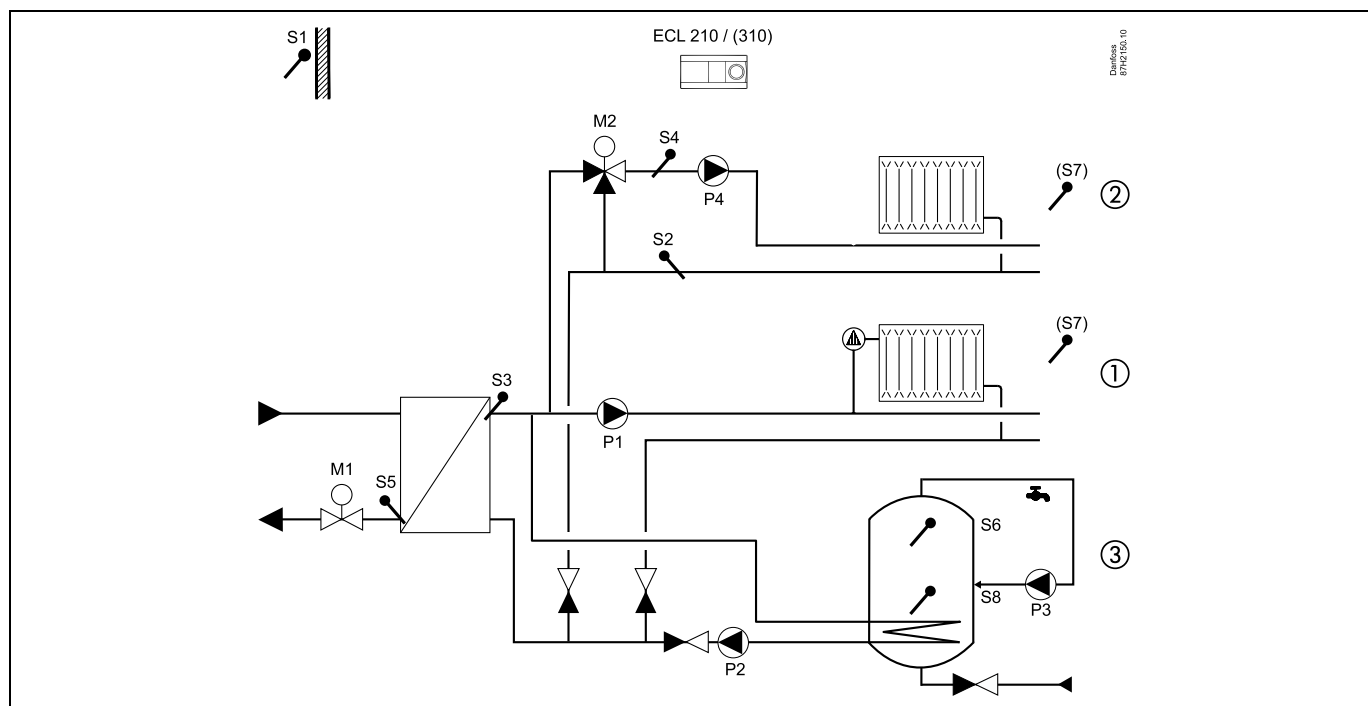 S1
ECL 210 / (310)
Danfoss
87H2150.10
M2
S4
P4
(S7)
②
S2
(S7)
①
S3
P1
M1
S5
S6
③
S8
P3
P2